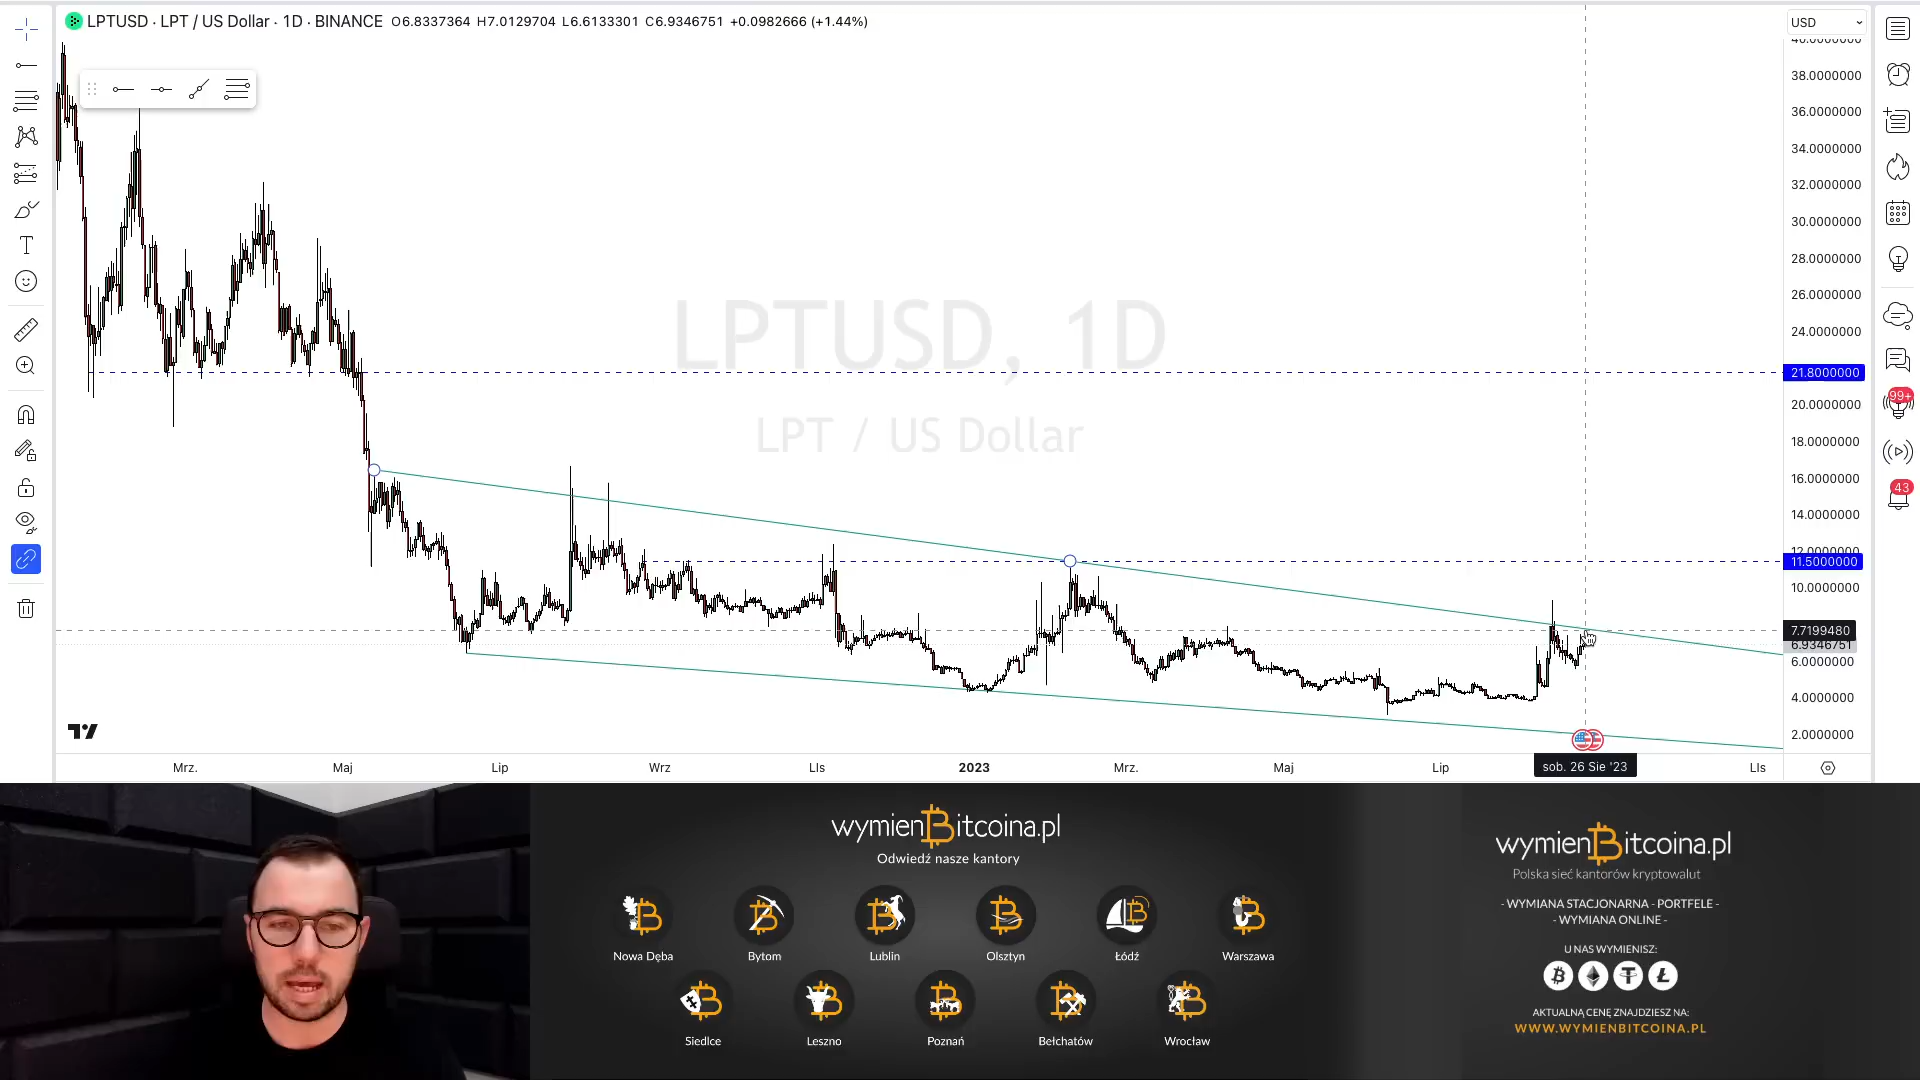 LPTUSD · LPT / US Dollar · 1D · BINANCE O6.8337364 H7.0129704 L6.6133301 C6.9346751 +0.0982666 (+1.44%)
USD
40.0000000
38.0000000
36.0000000
34.0000000
32.0000000
30.0000000
28.0000000
26.0000000
24.0000000
21.8000000
20.0000000
18.0000000
16.0000000
14.0000000
12.0000000
11.5000000
10.0000000
7.7199480
6.9346751
6.0000000
4.0000000
2.0000000
LPTUSD, 1D
LPT / US Dollar
T
99+
43
Mrz. Maj Lip Wrz LIs 2023 Mrz. Maj Lip sob. 26 Sie '23 LIs
wymienBitcoina.pl
Odwiedź nasze kantory
Nowa Dęba Bytom Lublin Olsztyn Łódź Warszawa
Siedlce Leszno Poznań Bełchatów Wrocław
wymienBitcoina.pl
Polska sieć kantorów kryptowalut
- WYMIANA STACJONARNA - PORTFELE -
- WYMIANA ONLINE -
U NAS WYMIENISZ:
AKTUALNĄ CENĘ ZNAJDZIESZ NA:
WWW.WYMIENBITCOINA.PL